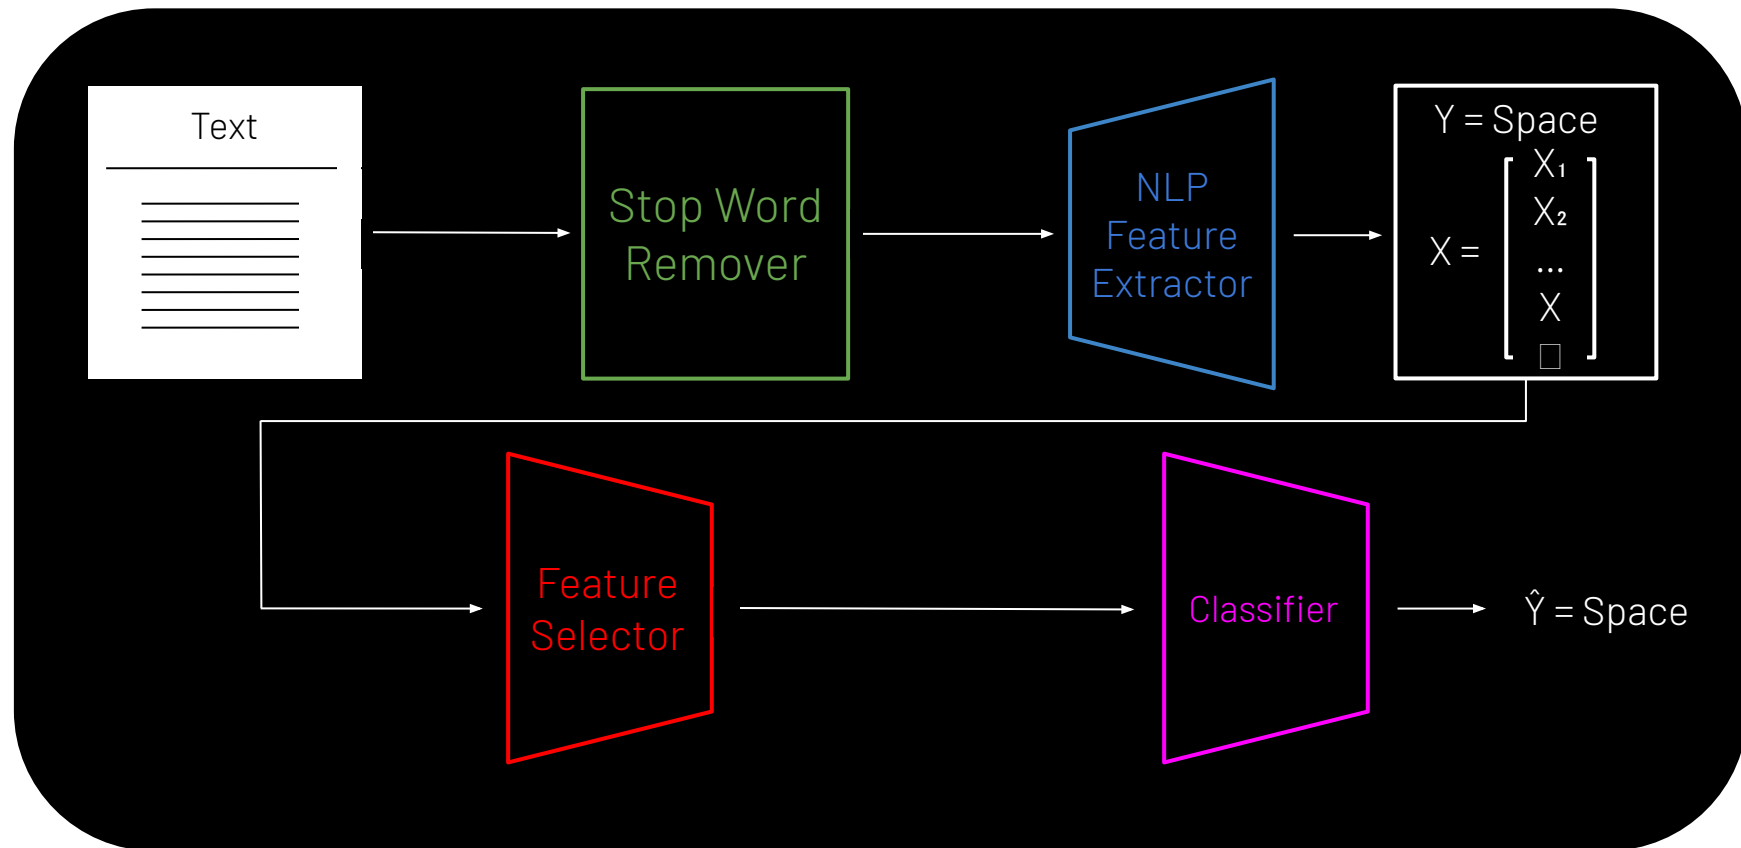 Text
Stop Word
Remover
NLP
Feature
Extractor
Y = Space
X =
X₁
X₂
...
X
□
Feature
Selector
Classifier
Ŷ = Space